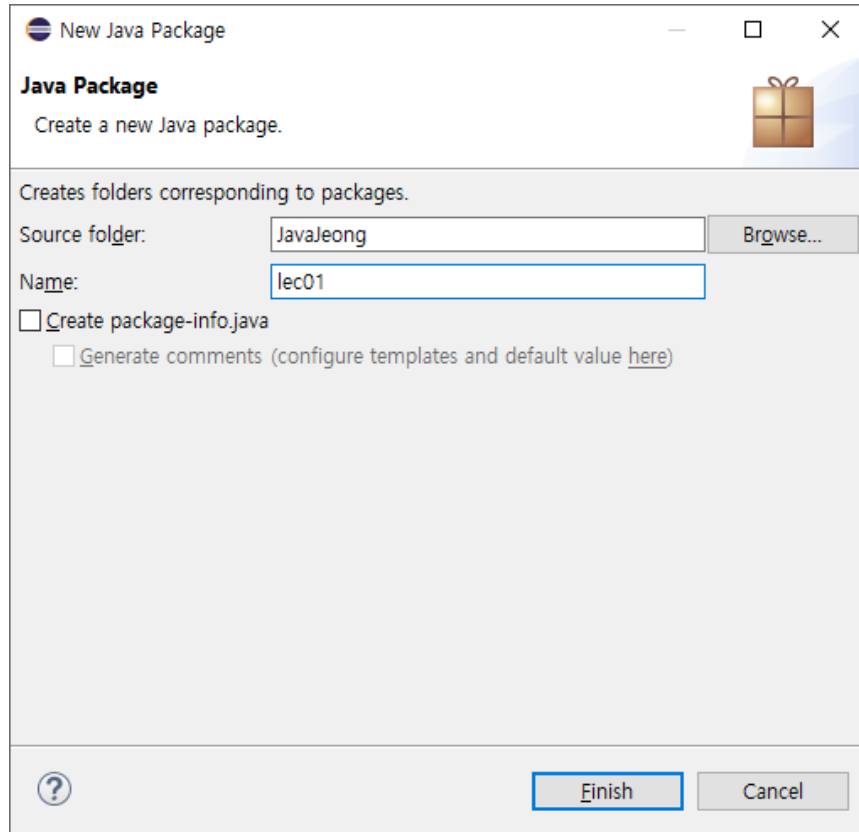 New Java Package
Java Package
Create a new Java package.
Creates folders corresponding to packages.
Source folder: JavaJeong Browse...
Name: lec01
Create package-info.java
Generate comments (configure templates and default value here)
? Finish Cancel